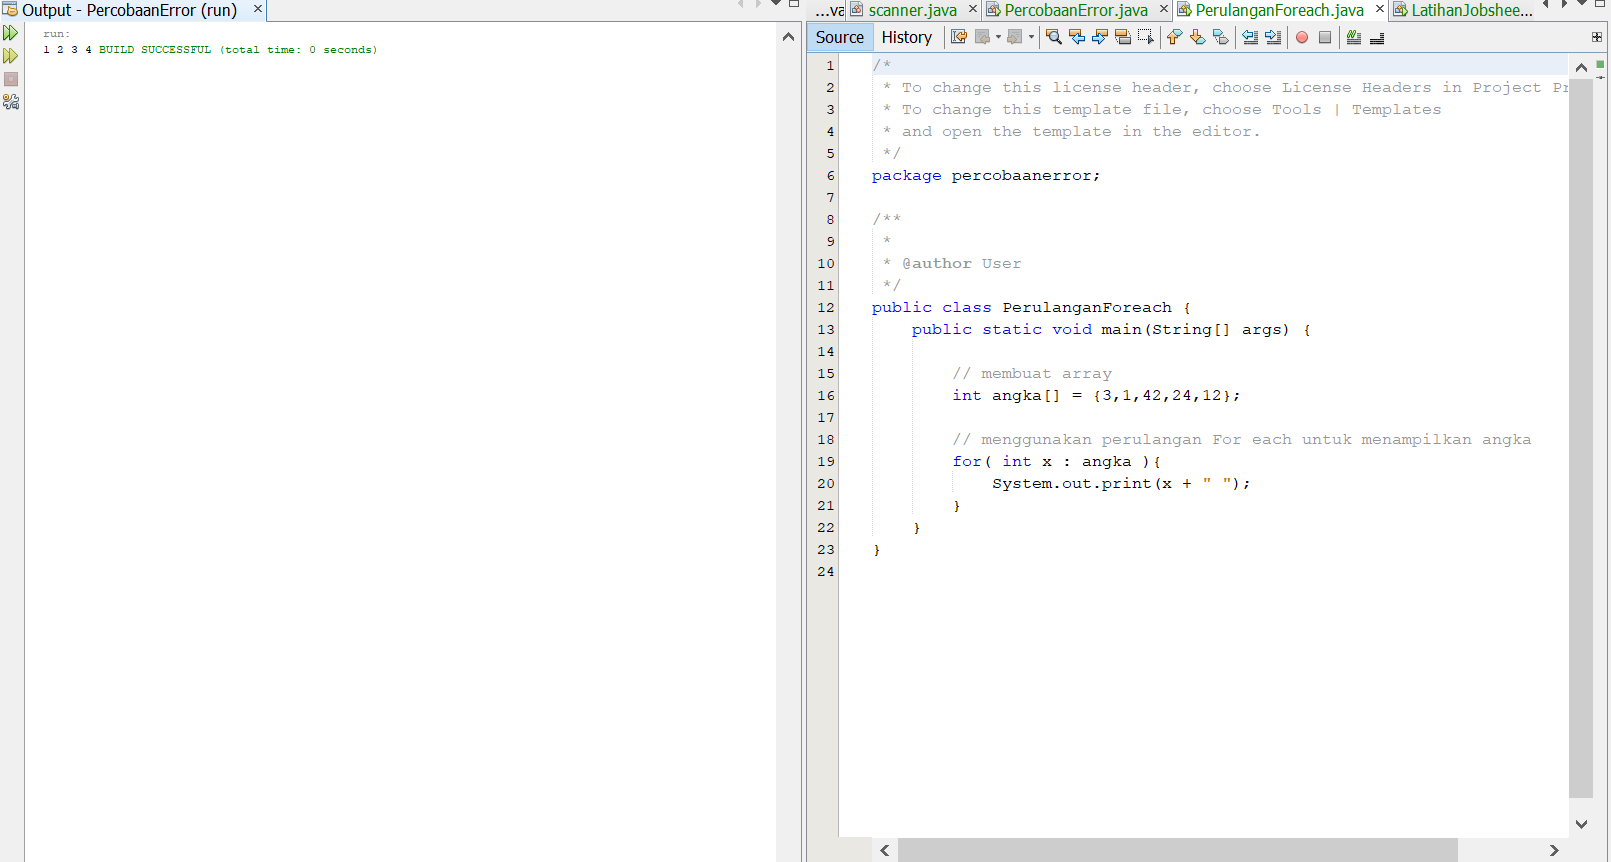 Output - PercobaanError (run)
run:
1 2 3 4 BUILD SUCCESSFUL (total time: 0 seconds)
...va scanner.java PercobaanError.java PerulanganForeach.java LatihanJobshee...
Source History
1 /*
2  * To change this license header, choose License Headers in Project Pr
3  * To change this template file, choose Tools | Templates
4  * and open the template in the editor.
5  */
6 package percobaanerror;
7
8 /**
9  *
10  * @author User
11  */
12 public class PerulanganForeach {
13     public static void main(String[] args) {
14
15         // membuat array
16         int angka[] = {3,1,42,24,12};
17
18         // menggunakan perulangan For each untuk menampilkan angka
19         for( int x : angka ){
20             System.out.print(x + " ");
21         }
22     }
23 }
24